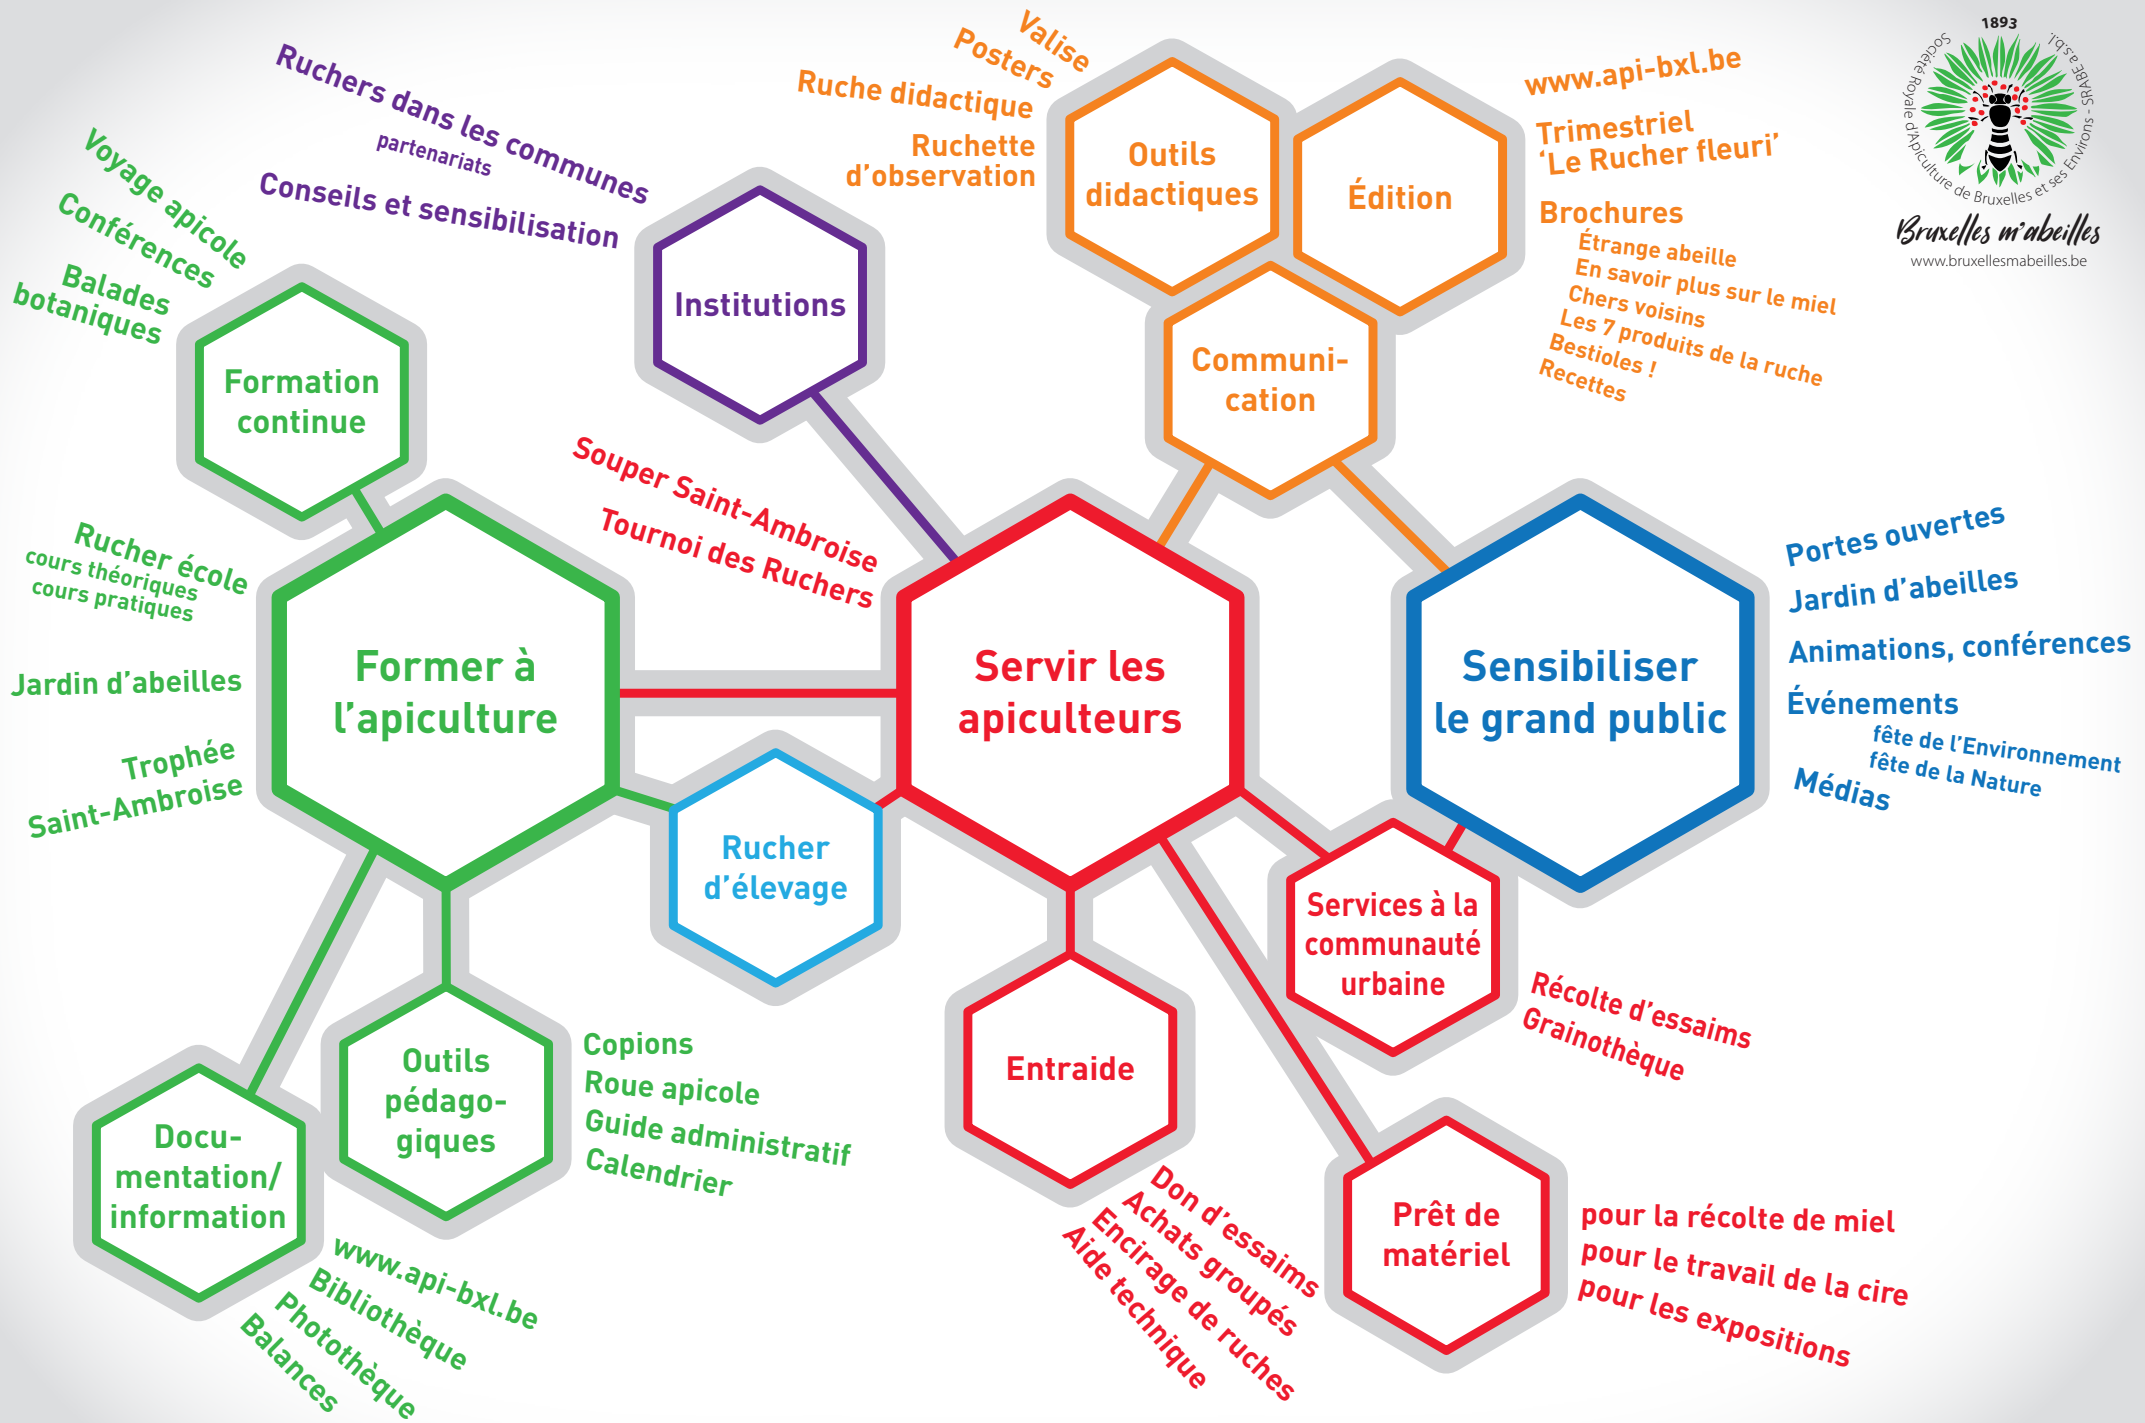 Voyage apicole
Conférences
Balades
botaniques
Formation
continue
Ruchers dans les communes
partenariats
Conseils et sensibilisation
Institutions
Valise
Posters
Ruche didactique
Ruchette
d'observation
Outils
didactiques
Édition
www.api-bxl.be
Trimestriel
'Le Rucher fleuri'
Brochures
Étrange abeille
En savoir plus sur le miel
Chers voisins
Les 7 produits de la ruche
Bestioles !
Recettes
Communi-
cation
1893
Société Royale d'Apiculture de Bruxelles et ses Environs - SRABE a.s.b.l.
Bruxelles m'abeilles
www.bruxellesmabeilles.be
Rucher école
cours théoriques
cours pratiques
Jardin d'abeilles
Trophée
Saint-Ambroise
Former à
l'apiculture
Souper Saint-Ambroise
Tournoi des Ruchers
Servir les
apiculteurs
Sensibiliser
le grand public
Portes ouvertes
Jardin d'abeilles
Animations, conférences
Événements
fête de l'Environnement
fête de la Nature
Médias
Rucher
d'élevage
Services à la
communauté
urbaine
Récolte d'essaims
Grainothèque
Docu-
mentation/
information
www.api-bxl.be
Bibliothèque
Photothèque
Balances
Outils
pédago-
giques
Copions
Roue apicole
Guide administratif
Calendrier
Entraide
Don d'essaims
Achats groupés
Encirage de ruches
Aide technique
Prêt de
matériel
pour la récolte de miel
pour le travail de la cire
pour les expositions